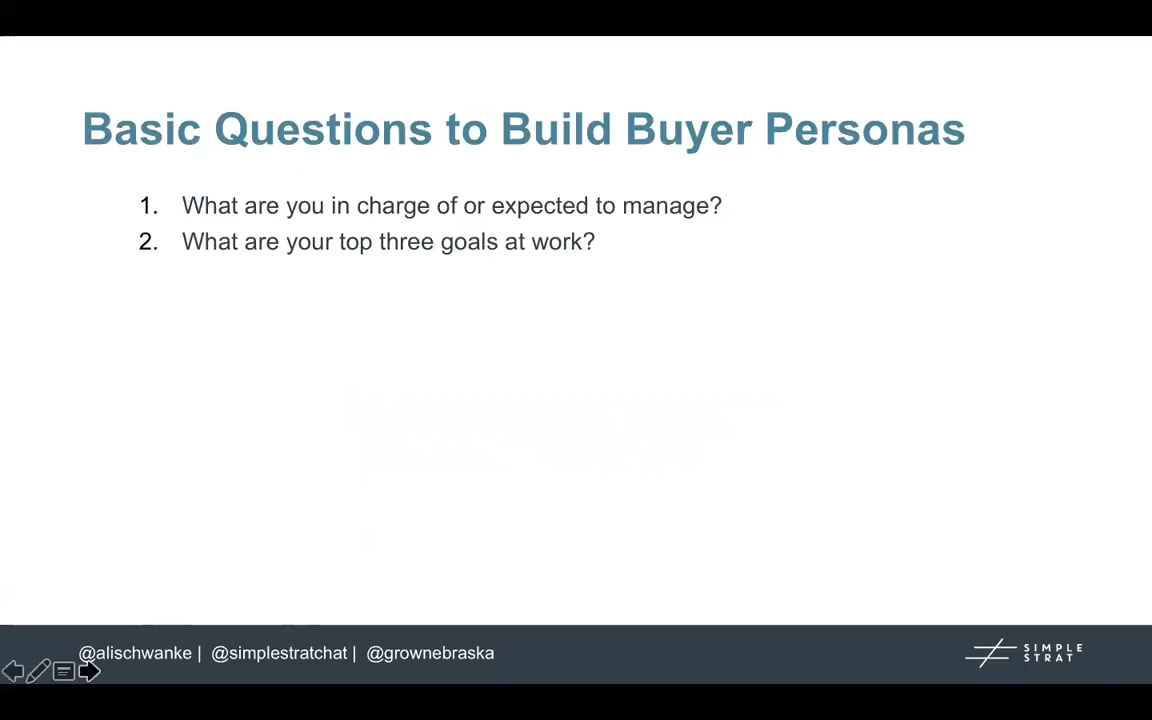 Basic Questions to Build Buyer Personas
1. What are you in charge of or expected to manage?
2. What are your top three goals at work?
@alischwanke | @simplestratchat | @grownebraska
SIMPLE
STRAT